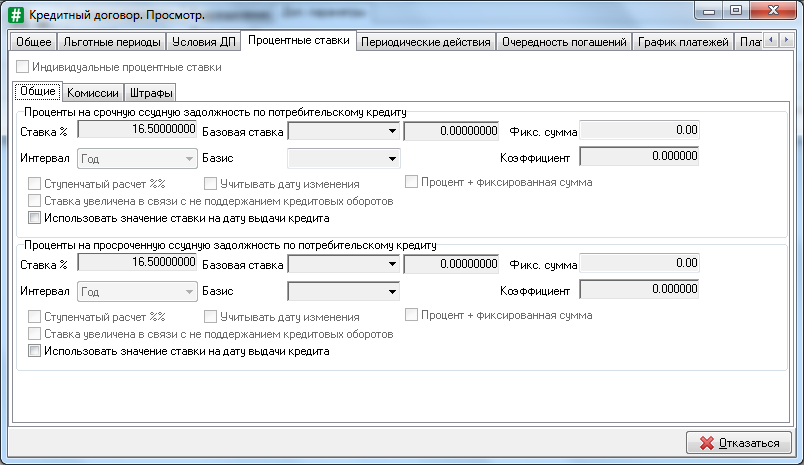 # Кредитный договор. Просмотр.
Общее Льготные периоды Условия ДП Процентные ставки Периодические действия Очередность погашений График платежей
Индивидуальные процентные ставки
Общие Комиссии Штрафы
Проценты на срочную ссудную задолжность по потребительскому кредиту
Ставка % 16.50000000 Базовая ставка 0.00000000 Фикс. сумма 0.00
Интервал Год Базис Коэффициент 0.000000
Ступенчатый расчет %% Учитывать дату изменения Процент + фиксированная сумма
Ставка увеличена в связи с не поддержанием кредитовых оборотов
Использовать значение ставки на дату выдачи кредита
Проценты на просроченную ссудную задолжность по потребительскому кредиту
Ставка % 16.50000000 Базовая ставка 0.00000000 Фикс. сумма 0.00
Интервал Год Базис Коэффициент 0.000000
Ступенчатый расчет %% Учитывать дату изменения Процент + фиксированная сумма
Ставка увеличена в связи с не поддержанием кредитовых оборотов
Использовать значение ставки на дату выдачи кредита
Отказаться